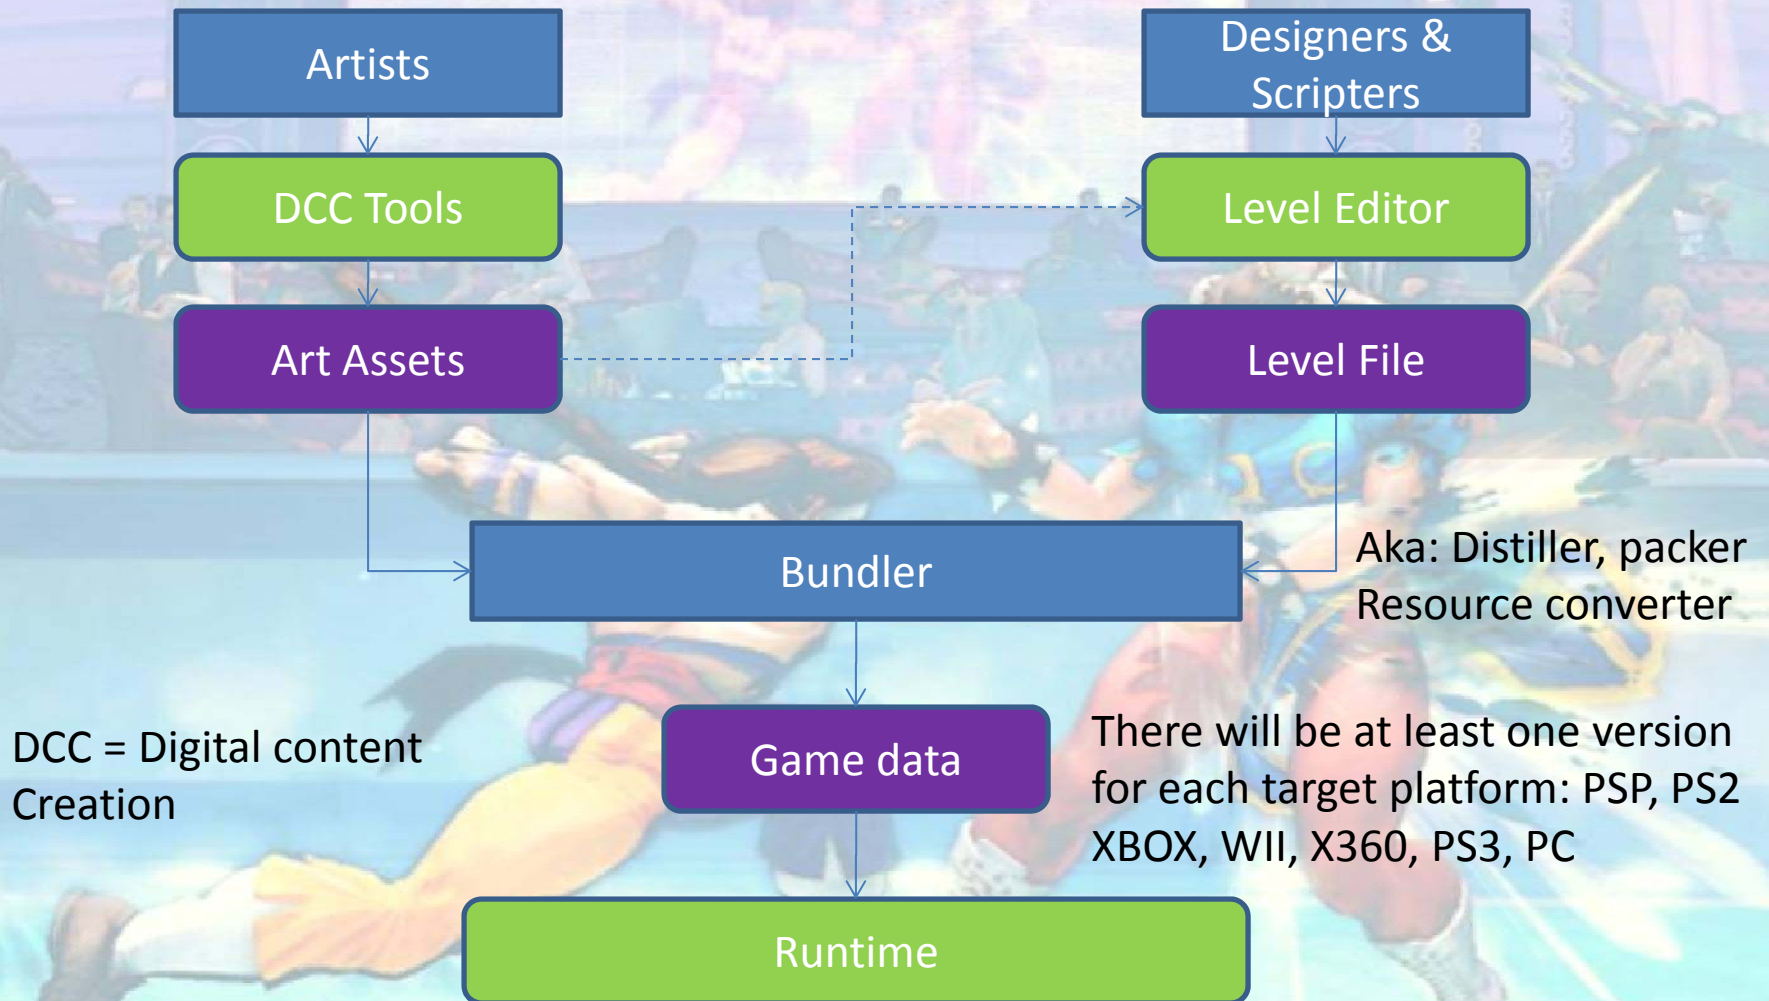 Artists
Designers &
Scripters
DCC Tools
Level Editor
Art Assets
Level File
Bundler
Aka: Distiller, packer
Resource converter
DCC = Digital content
Creation
Game data
There will be at least one version
for each target platform: PSP, PS2
XBOX, WII, X360, PS3, PC
Runtime